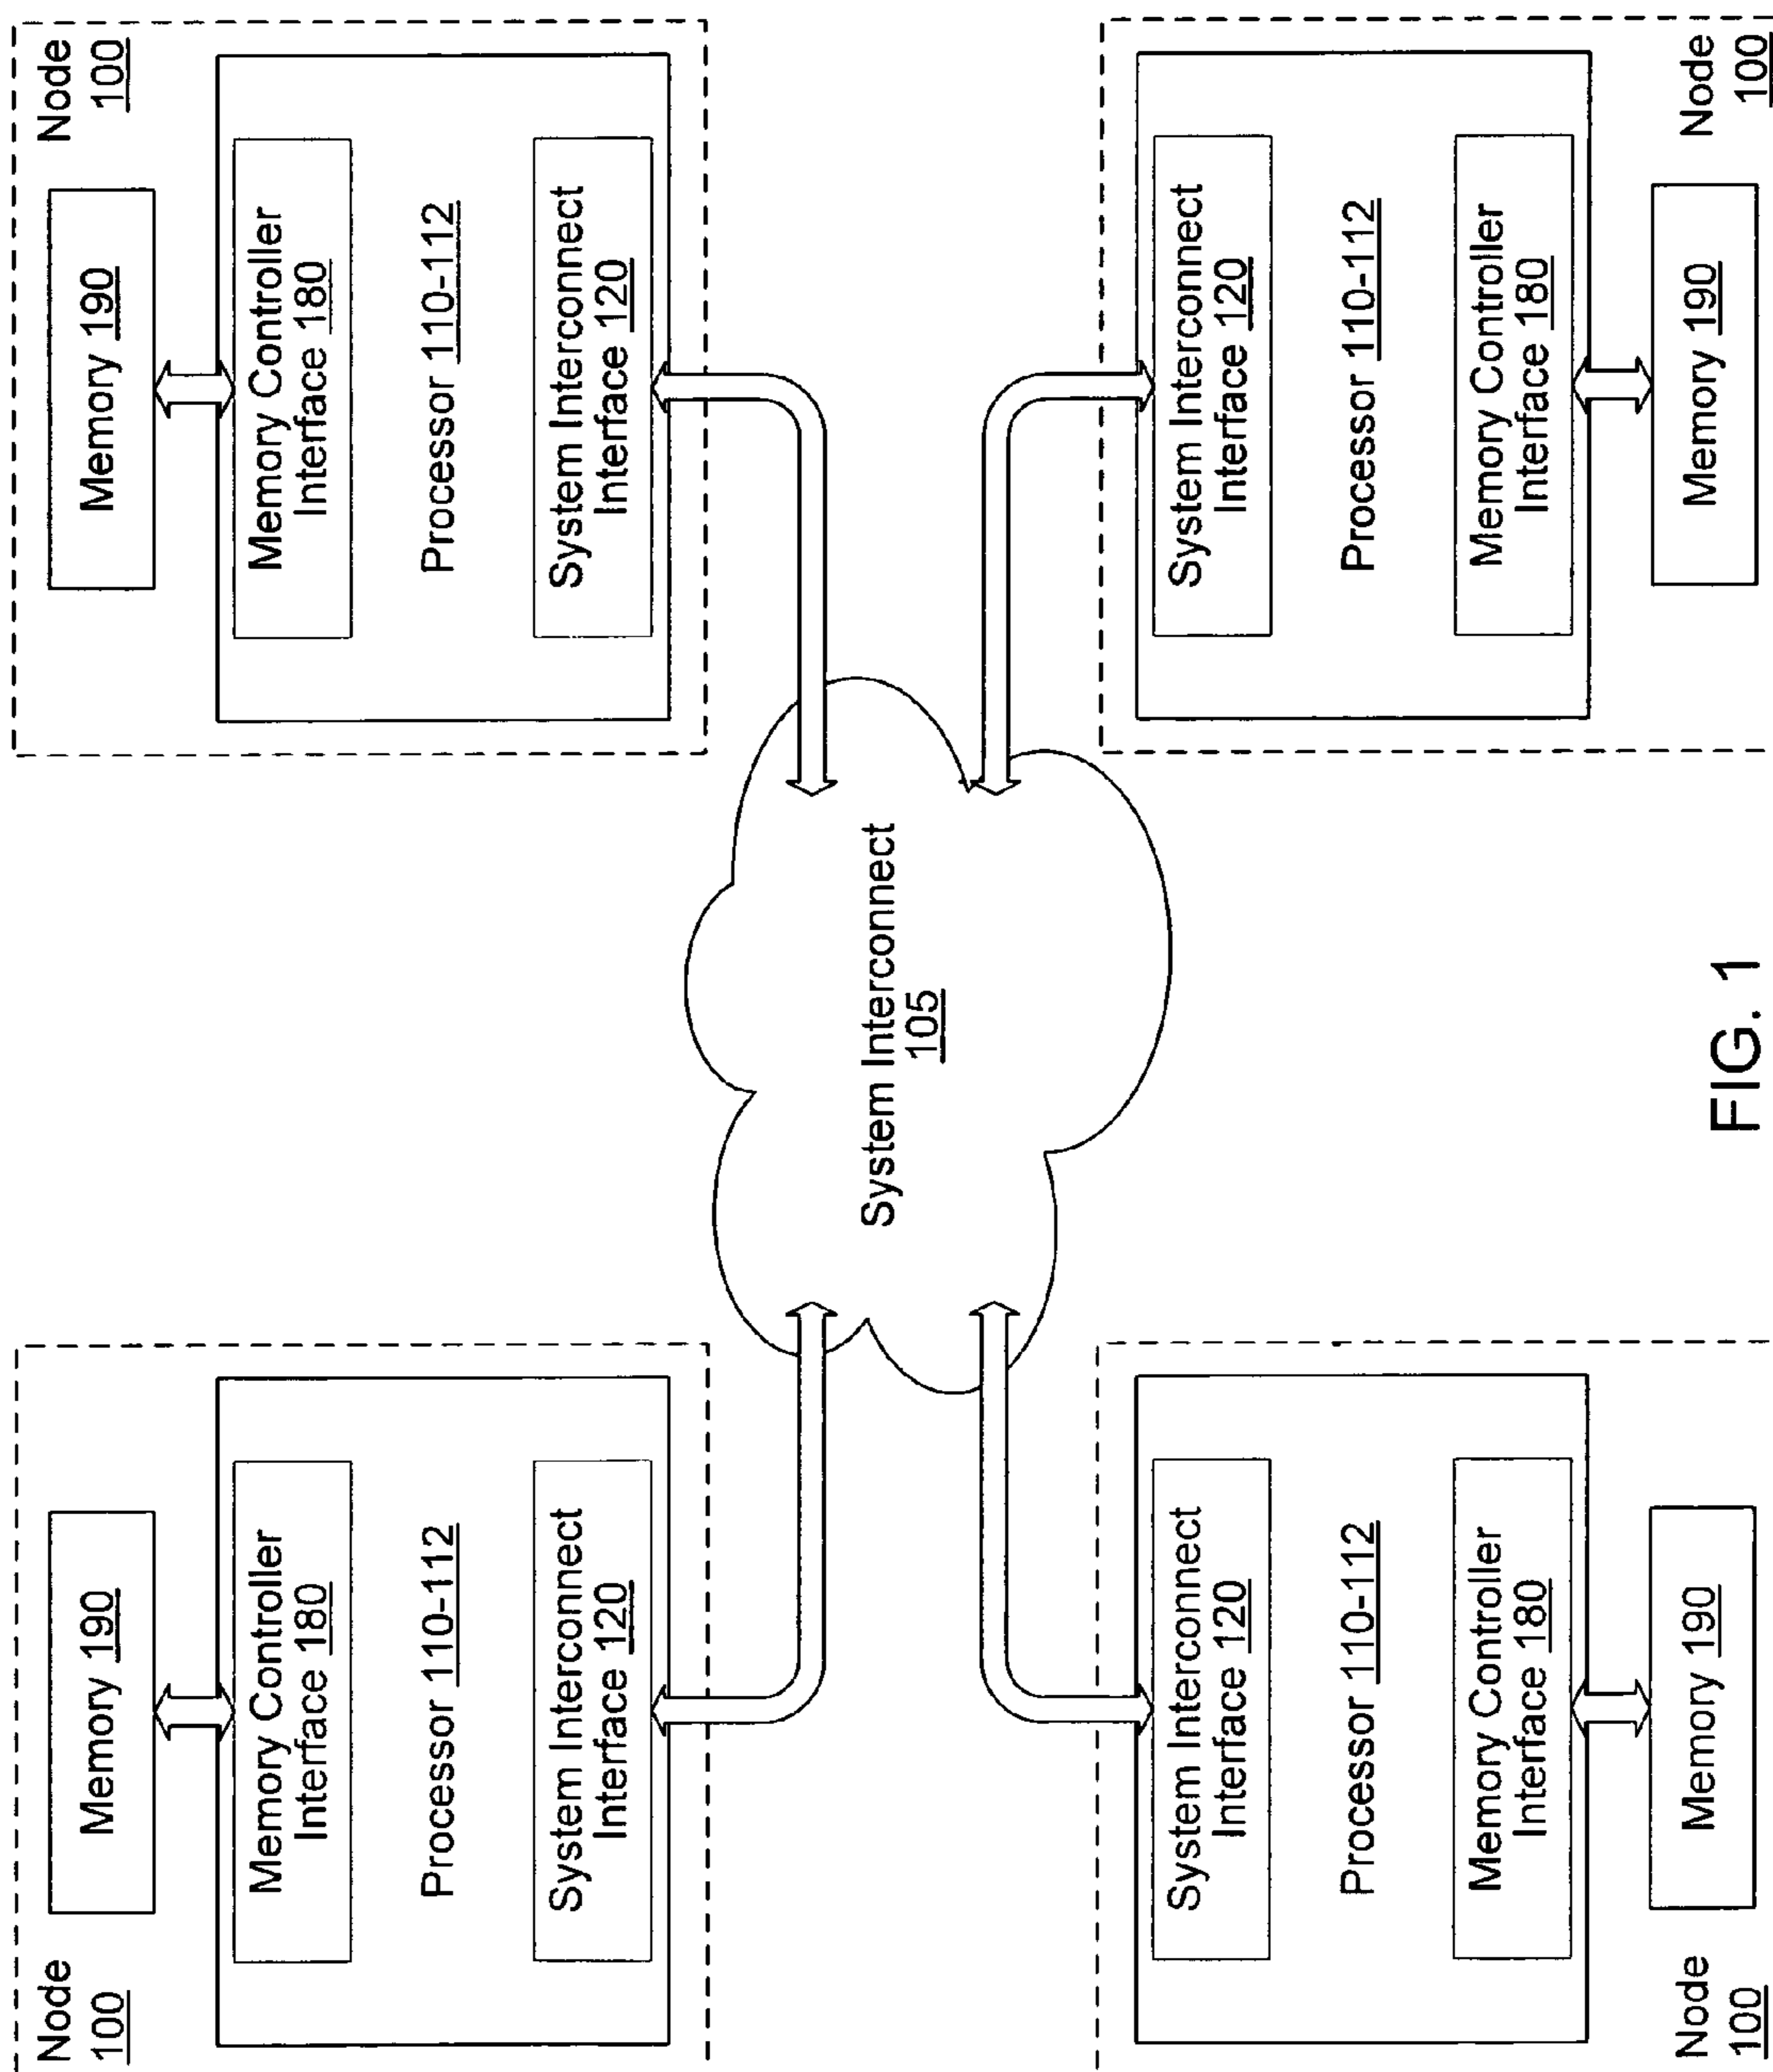 Node
100
Memory 190
Memory Controller
Interface 180
Processor 110-112
System Interconnect
Interface 120
Node
100
Memory 190
Memory Controller
Interface 180
Processor 110-112
System Interconnect
Interface 120
System Interconnect
105
System Interconnect
Interface 120
Processor 110-112
Memory Controller
Interface 180
Memory 190
Node
100
System Interconnect
Interface 120
Processor 110-112
Memory Controller
Interface 180
Memory 190
Node
100
FIG. 1